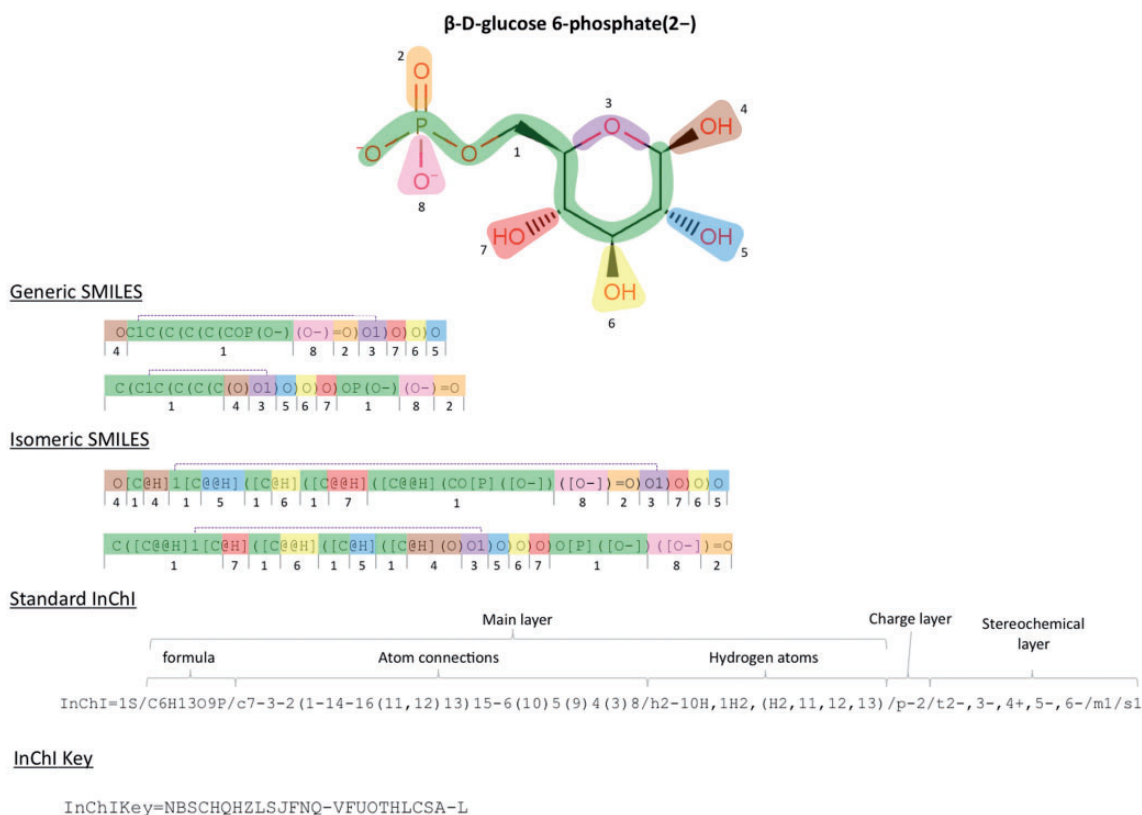 β-D-glucose 6-phosphate(2−)
2
O
3
4
O
OH
P
⁻O
O
1
O⁻
8
HO
OH
7
5
OH
6
Generic SMILES
OC1C(C(C(C(COP(O-)(O-)=O)O1)O)O)O
4 1 8 2 3 7 6 5
C(C1C(C(C(C(O)O1)O)O)O)OP(O-)(O-)=O
1 4 3 5 6 7 1 8 2
Isomeric SMILES
O[C@H]1[C@@H]([C@H]([C@@H]([C@@H](CO[P]([O-])([O-])=O)O1)O)O)O
4 1 4 1 5 1 6 1 7 1 8 2 3 7 6 5
C([C@@H]1[C@H]([C@@H]([C@H]([C@H](O)O1)O)O)O)O[P]([O-])([O-])=O
1 7 1 6 1 5 1 4 3 5 6 7 1 8 2
Standard InChI
Main layer Charge layer Stereochemical layer
formula Atom connections Hydrogen atoms
InChI=1S/C6H13O9P/c7-3-2(1-14-16(11,12)13)15-6(10)5(9)4(3)8/h2-10H,1H2,(H2,11,12,13)/p-2/t2-,3-,4+,5-,6-/m1/s1
InChI Key
InChIKey=NBSCHQHZLSJFNQ-VFUOTHLCSA-L